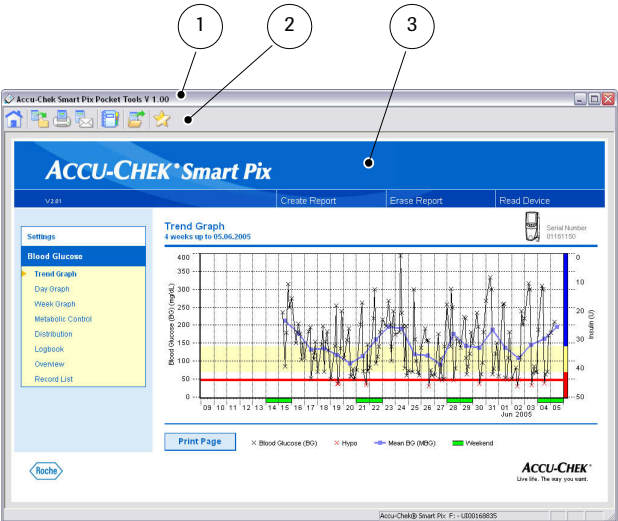 1 2 3
Accu-Chek Smart Pix Pocket Tools V 1.00
ACCU-CHEK® Smart Pix
V 2.01 Create Report Erase Report Read Device
Settings
Blood Glucose
Trend Graph
Day Graph
Week Graph
Metabolic Control
Distribution
Logbook
Overview
Record List
Trend Graph
4 weeks up to 05.06.2005
Serial Number
01161150
Blood Glucose (BG) (mg/dL)
400
350
300
250
200
150
100
50
0
0
10
20
30
40
50
Insulin (U)
09 10 11 12 13 14 15 16 17 18 19 20 21 22 23 24 25 26 27 28 29 30 31 01 02 03 04 05
Jun 2005
Print Page
Blood Glucose (BG) Hypo Mean BG (MBG) Weekend
Roche
ACCU-CHEK®
Live life. The way you want.
Accu-Chek® Smart Pix F: - UI00168835